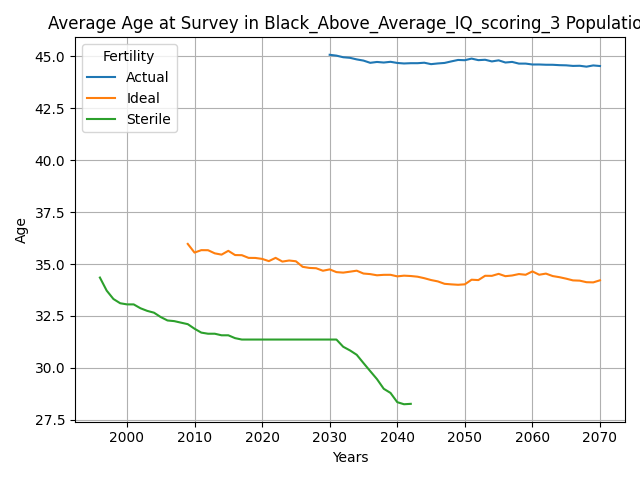 Average Age at Survey in Black_Above_Average_IQ_scoring_3 Populatio
Fertility
Actual
Ideal
Sterile
45.0
42.5
40.0
37.5
35.0
32.5
30.0
27.5
Age
2000 2010 2020 2030 2040 2050 2060 2070
Years